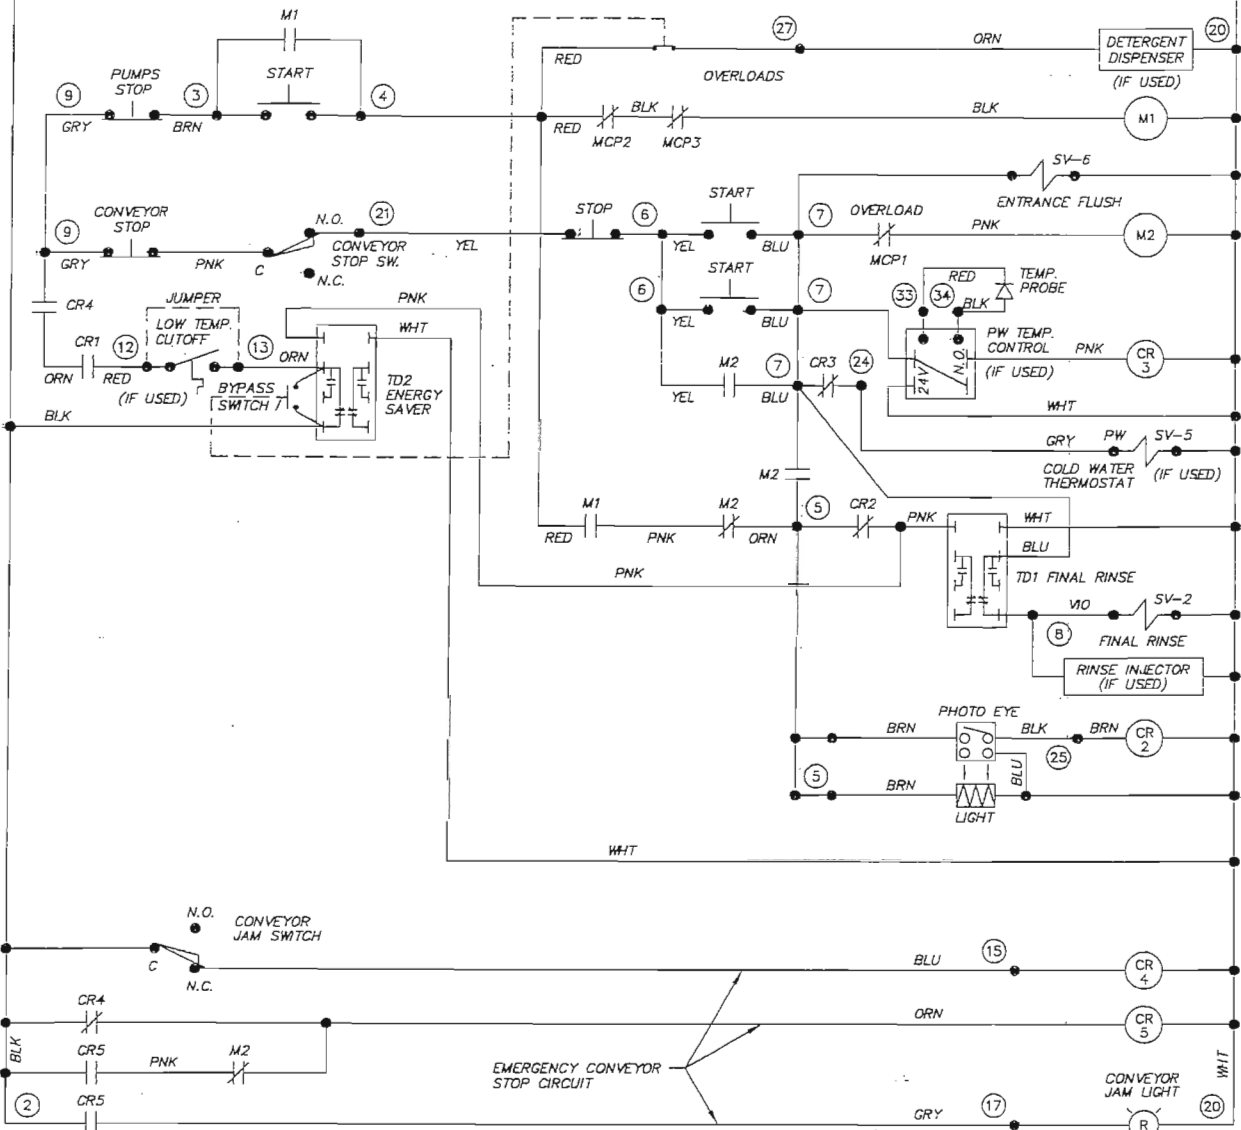 M1
27
ORN
20
RED
DETERGENT
DISPENSER
(IF USED)
OVERLOADS
PUMPS
STOP
START
9
3
4
GRY
BRN
RED
BLK
BLK
MCP2
MCP3
M1
SV-6
ENTRANCE FLUSH
CONVEYOR
STOP
9
GRY
PNK
C
N.O.
21
CONVEYOR
STOP SW.
N.C.
YEL
STOP
6
START
YEL
BLU
7
OVERLOAD
MCP1
PNK
M2
START
6
YEL
BLU
7
RED
TEMP.
PROBE
33
34
BLK
PW TEMP.
CONTROL
(IF USED)
24V
N.O.
PNK
CR
3
WHT
CR4
JUMPER
LOW TEMP.
CUTOFF
CR1
12
13
ORN
RED
(IF USED)
ORN
BYPASS
SWITCH
TD2
ENERGY
SAVER
PNK
WHT
BLK
M2
YEL
7
CR3
24
GRY
PW
SV-5
COLD WATER
THERMOSTAT
(IF USED)
M2
M1
M2
5
CR2
RED
PNK
ORN
PNK
WHT
BLU
PNK
TD1 FINAL RINSE
VIO
SV-2
8
FINAL RINSE
RINSE INJECTOR
(IF USED)
PHOTO EYE
BRN
BLK
BRN
CR
2
25
5
BRN
BLU
LIGHT
WHT
N.O.
CONVEYOR
JAM SWITCH
C
N.C.
BLU
15
CR
4
CR4
ORN
CR
5
BLK
CR5
PNK
M2
EMERGENCY CONVEYOR
STOP CIRCUIT
WHT
CONVEYOR
JAM LIGHT
2
CR5
GRY
17
R
20